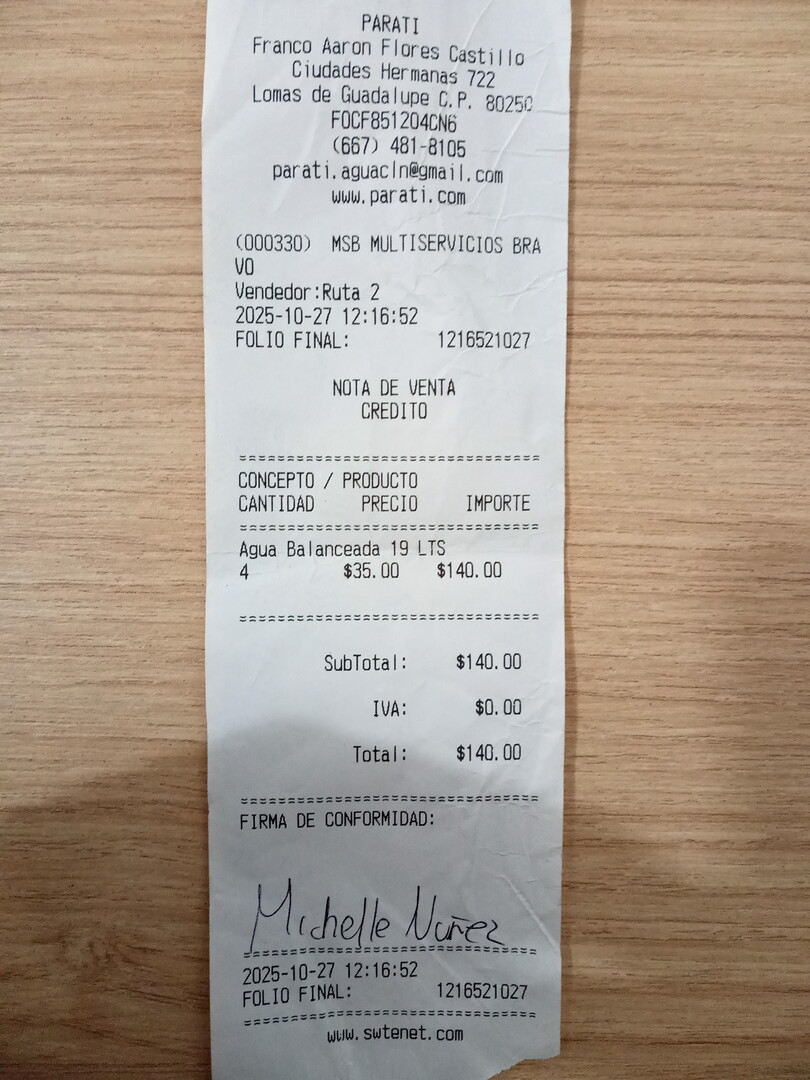 PARATI
Franco Aaron Flores Castillo
Ciudades Hermanas 722
Lomas de Guadalupe C.P. 80250
FOCF851204CN6
(667) 481-8105
parati.aguacln@gmail.com
www.parati.com
(000330) MSB MULTISERVICIOS BRA
VO
Vendedor:Ruta 2
2025-10-27 12:16:52
FOLIO FINAL: 1216521027
NOTA DE VENTA
CREDITO
================================
CONCEPTO / PRODUCTO
CANTIDAD PRECIO IMPORTE
================================
Agua Balanceada 19 LTS
4 $35.00 $140.00
================================
SubTotal: $140.00
IVA: $0.00
Total: $140.00
================================
FIRMA DE CONFORMIDAD:
Michelle Nuñez
================================
2025-10-27 12:16:52
FOLIO FINAL: 1216521027
================================
www.swtenet.com